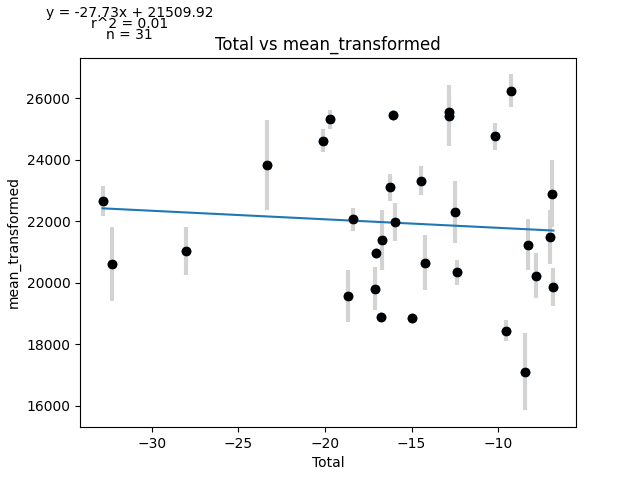 y = -27.73x + 21509.92
r^2 = 0.01
n = 31
Total vs mean_transformed
mean_transformed
26000
24000
22000
20000
18000
16000
−30
−25
−20
−15
−10
Total